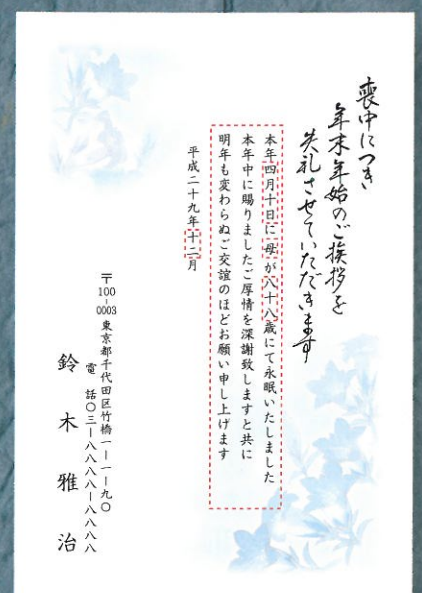 喪中につき
年末年始のご挨拶を
失礼させていただきます
本年四月十日に母が八十八歳にて永眠いたしました
本年中に賜りましたご厚情を深謝致しますと共に
明年も変わらぬご交誼のほどお願い申し上げます
平成二十九年十二月
〒100-0003 東京都千代田区竹橋一ー一ー九〇
電話〇三ー八八八八ー八八八八
鈴木雅治